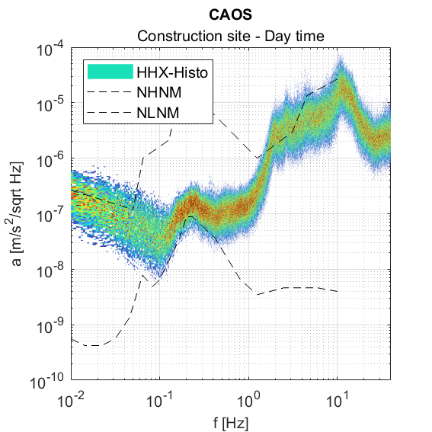 CAOS
Construction site - Day time
HHX-Histo
NHNM
NLNM
10^-4
10^-5
10^-6
10^-7
10^-8
10^-9
10^-10
a [m/s^2/sqrt Hz]
10^-2 10^-1 10^0 10^1
f [Hz]